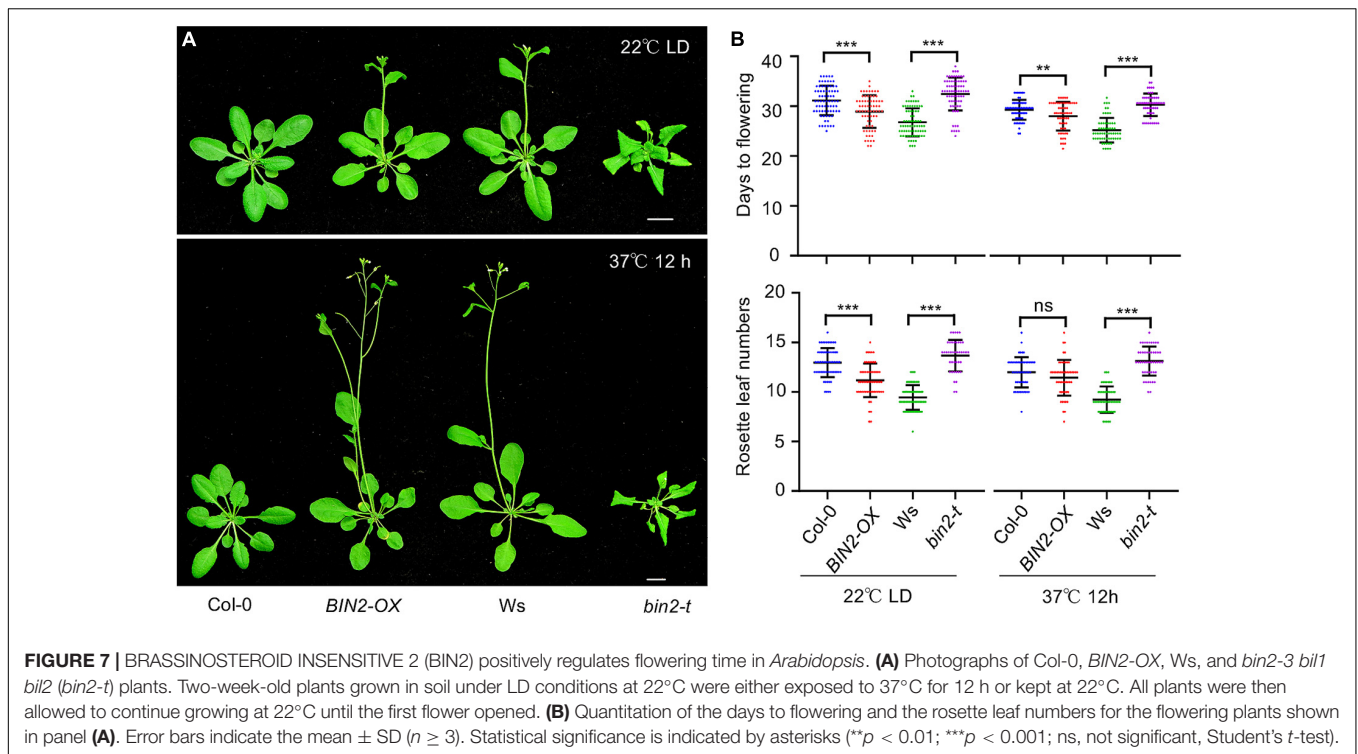 A
22℃ LD
37℃ 12 h
Col-0
BIN2-OX
Ws
bin2-t
B
***
***
**
***
40
30
20
10
0
Days to flowering
***
***
ns
***
20
15
10
5
0
Rosette leaf numbers
Col-0
BIN2-OX
Ws
bin2-t
Col-0
BIN2-OX
Ws
bin2-t
22℃ LD
37℃ 12h
FIGURE 7 | BRASSINOSTEROID INSENSITIVE 2 (BIN2) positively regulates flowering time in Arabidopsis. (A) Photographs of Col-0, BIN2-OX, Ws, and bin2-3 bil1
bil2 (bin2-t) plants. Two-week-old plants grown in soil under LD conditions at 22°C were either exposed to 37°C for 12 h or kept at 22°C. All plants were then
allowed to continue growing at 22°C until the first flower opened. (B) Quantitation of the days to flowering and the rosette leaf numbers for the flowering plants shown
in panel (A). Error bars indicate the mean ± SD (n ≥ 3). Statistical significance is indicated by asterisks (**p < 0.01; ***p < 0.001; ns, not significant, Student's t-test).